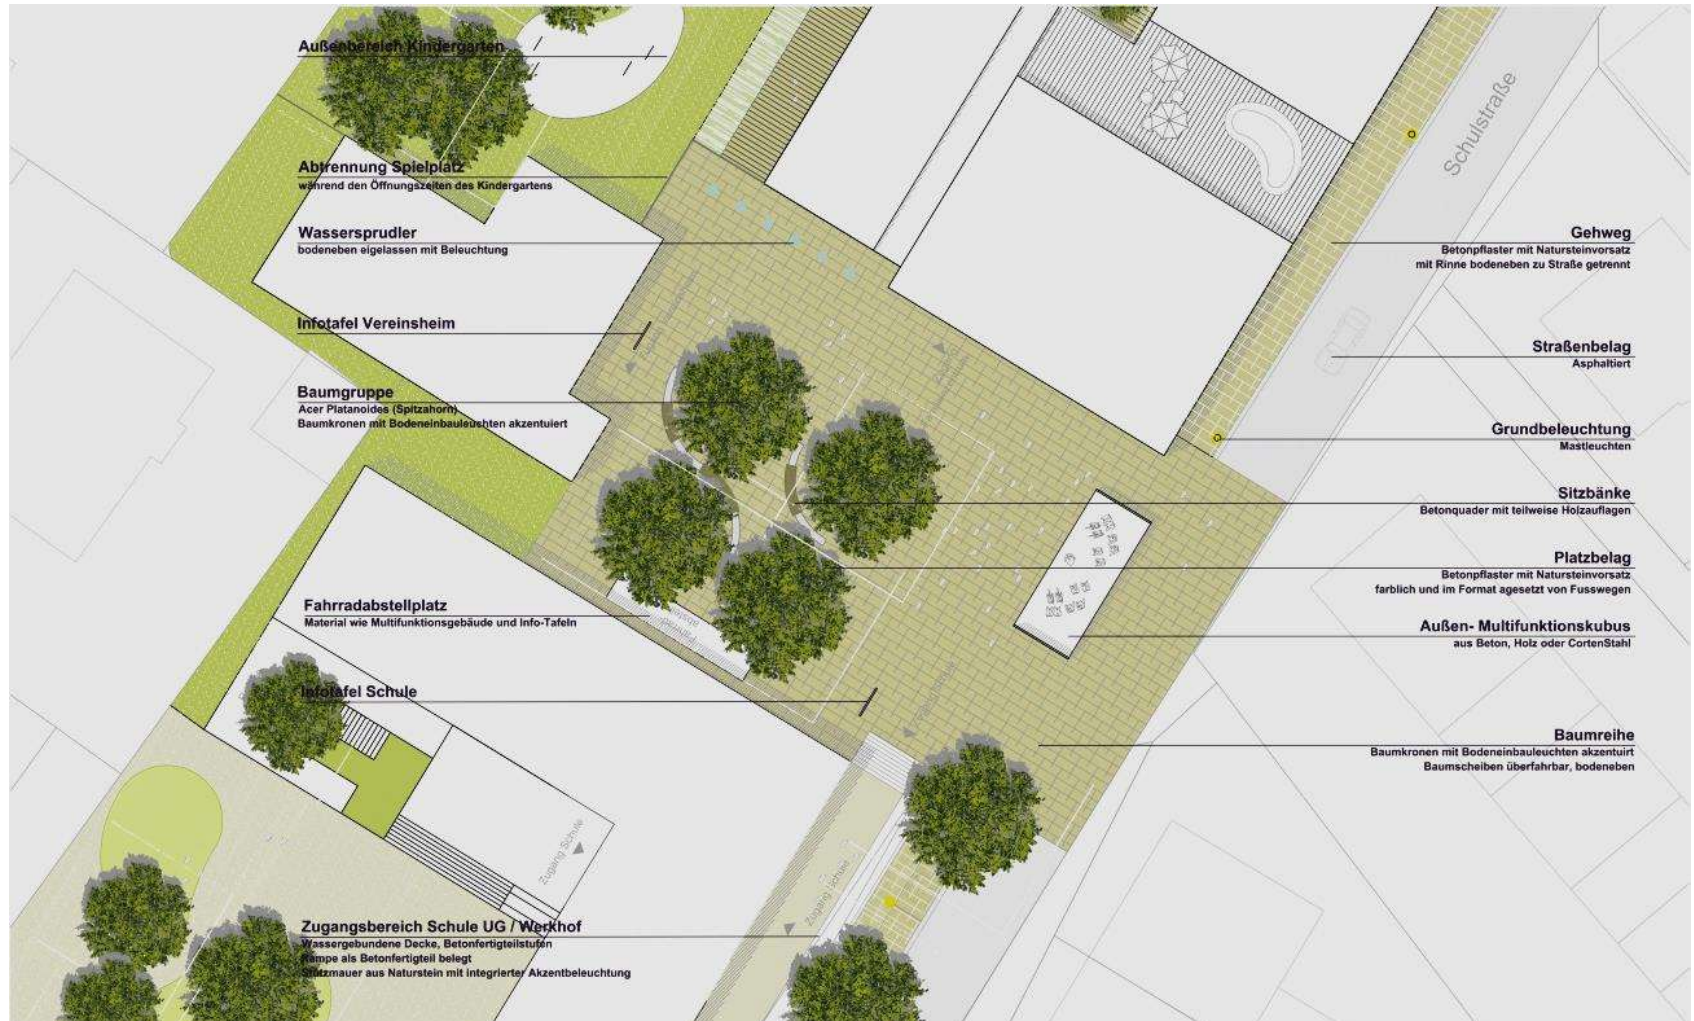 Außenbereich Kindergarten
Abtrennung Spielplatz
während den Öffnungszeiten des Kindergartens
Wassersprudler
bodeneben eigelassen mit Beleuchtung
Infotafel Vereinsheim
Baumgruppe
Acer Platanoides (Spitzahorn)
Baumkronen mit Bodeneinbauleuchten akzentuiert
Fahrradabstellplatz
Material wie Multifunktionsgebäude und Info-Tafeln
Infotafel Schule
Zugangsbereich Schule UG / Werkhof
Wassergebundene Decke, Betonfertigteilstufen
Rampe als Betonfertigteil belegt
Stützmauer aus Naturstein mit integrierter Akzentbeleuchtung
Zugang Schule
Zugang Schule
Schulstraße
Gehweg
Betonpflaster mit Natursteinvorsatz
mit Rinne bodeneben zu Straße getrennt
Straßenbelag
Asphaltiert
Grundbeleuchtung
Mastleuchten
Sitzbänke
Betonquader mit teilweise Holzauflagen
Platzbelag
Betonpflaster mit Natursteinvorsatz
farblich und im Format agesetzt von Fusswegen
Außen- Multifunktionskubus
aus Beton, Holz oder CortenStahl
Baumreihe
Baumkronen mit Bodeneinbauleuchten akzentuirt
Baumscheiben überfahrbar, bodeneben